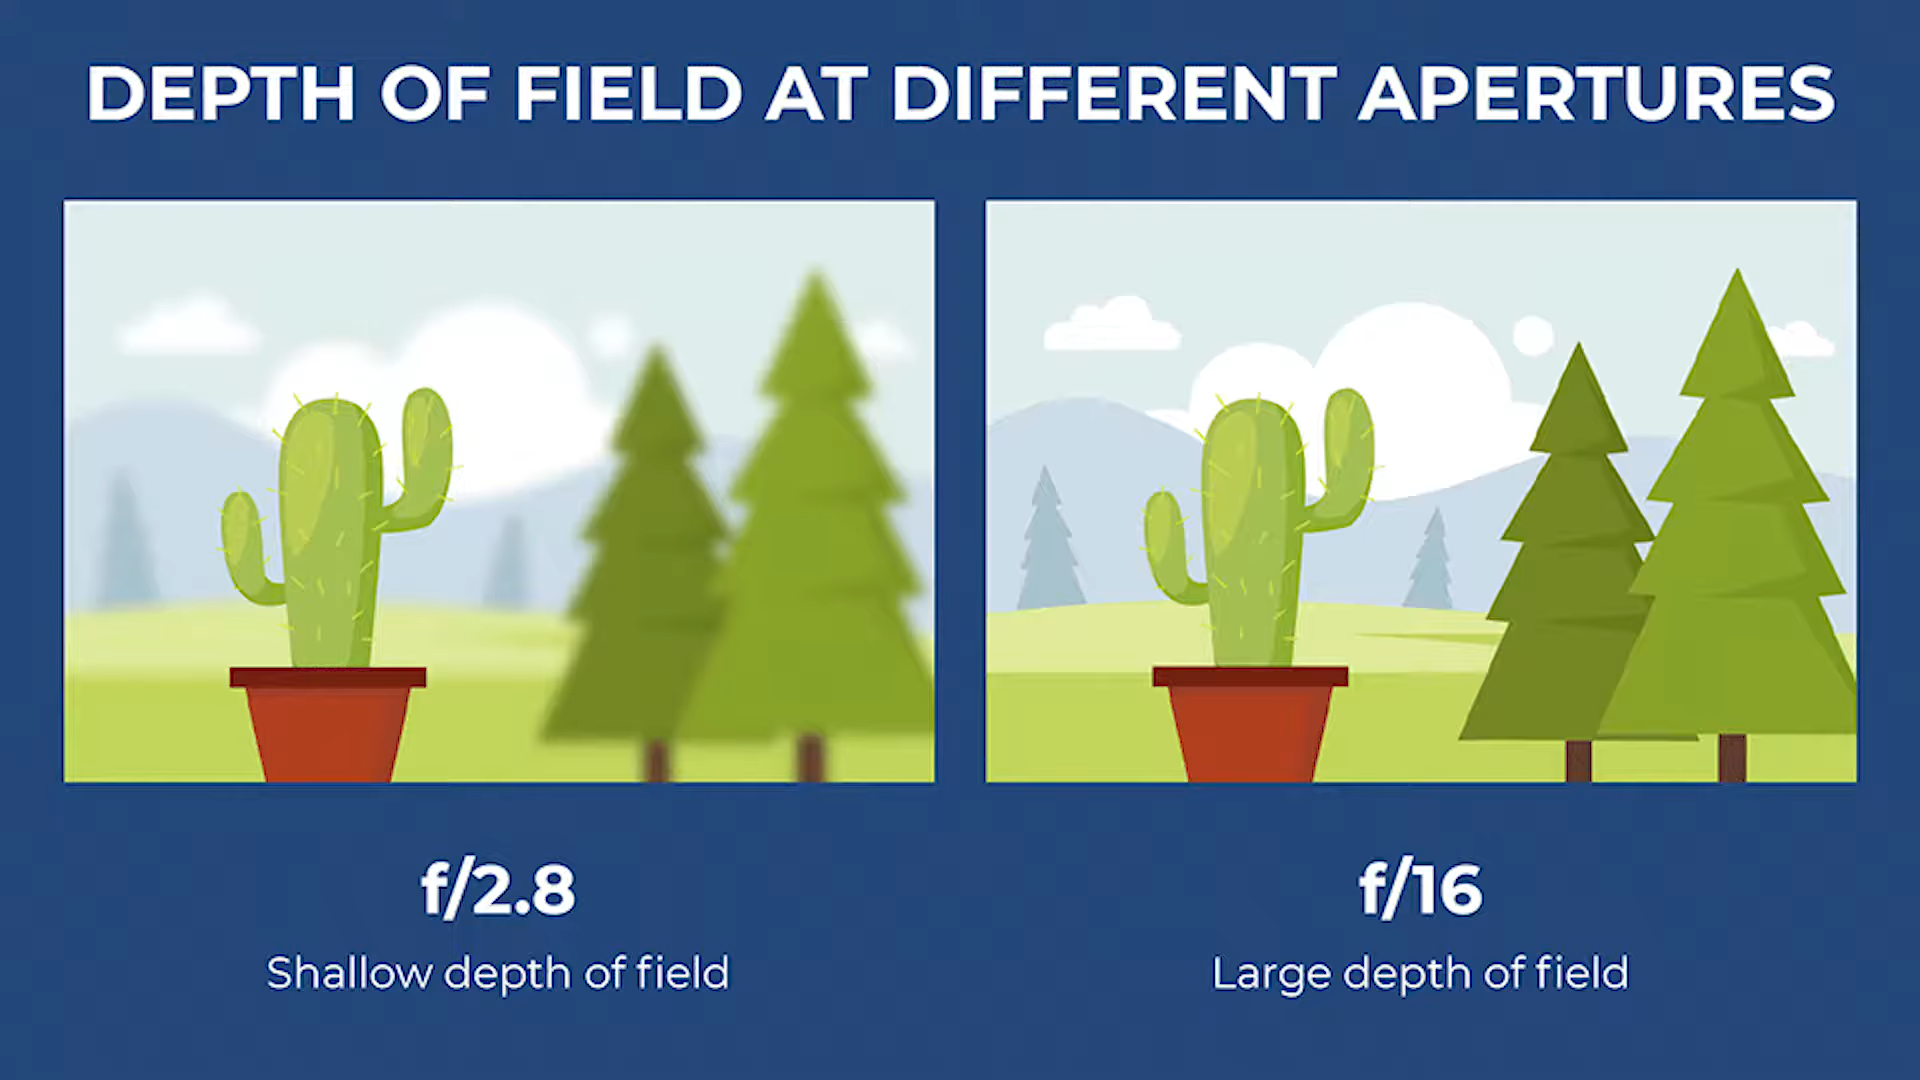 DEPTH OF FIELD AT DIFFERENT APERTURES
f/2.8
Shallow depth of field
f/16
Large depth of field